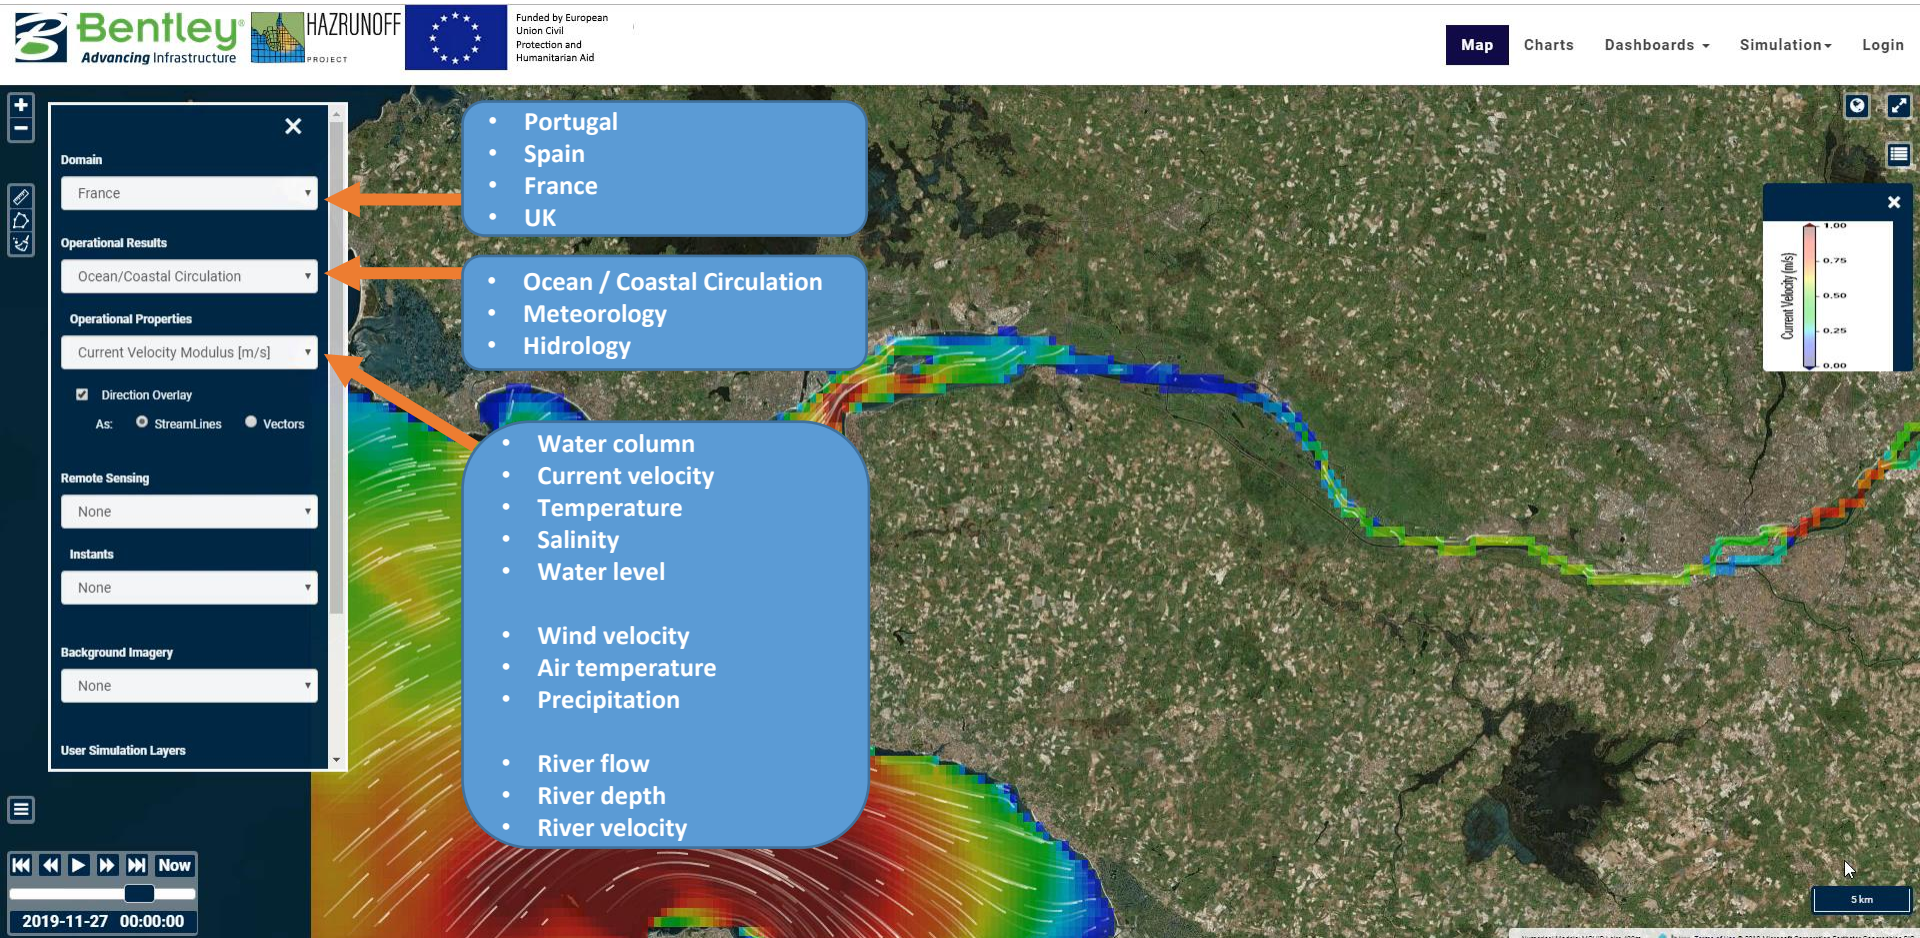 Bentley®
Advancing Infrastructure
HAZRUNOFF
PROJECT
Funded by European
Union Civil
Protection and
Humanitarian Aid
Map
Charts
Dashboards
Simulation
Login
Domain
France
Operational Results
Ocean/Coastal Circulation
Operational Properties
Current Velocity Modulus [m/s]
Direction Overlay
As: StreamLines Vectors
Remote Sensing
None
Instants
None
Background Imagery
None
User Simulation Layers
• Portugal
• Spain
• France
• UK
• Ocean / Coastal Circulation
• Meteorology
• Hidrology
• Water column
• Current velocity
• Temperature
• Salinity
• Water level
• Wind velocity
• Air temperature
• Precipitation
• River flow
• River depth
• River velocity
Current Velocity (m/s)
1.00
0.75
0.50
0.25
0.00
Now
2019-11-27 00:00:00
5 km